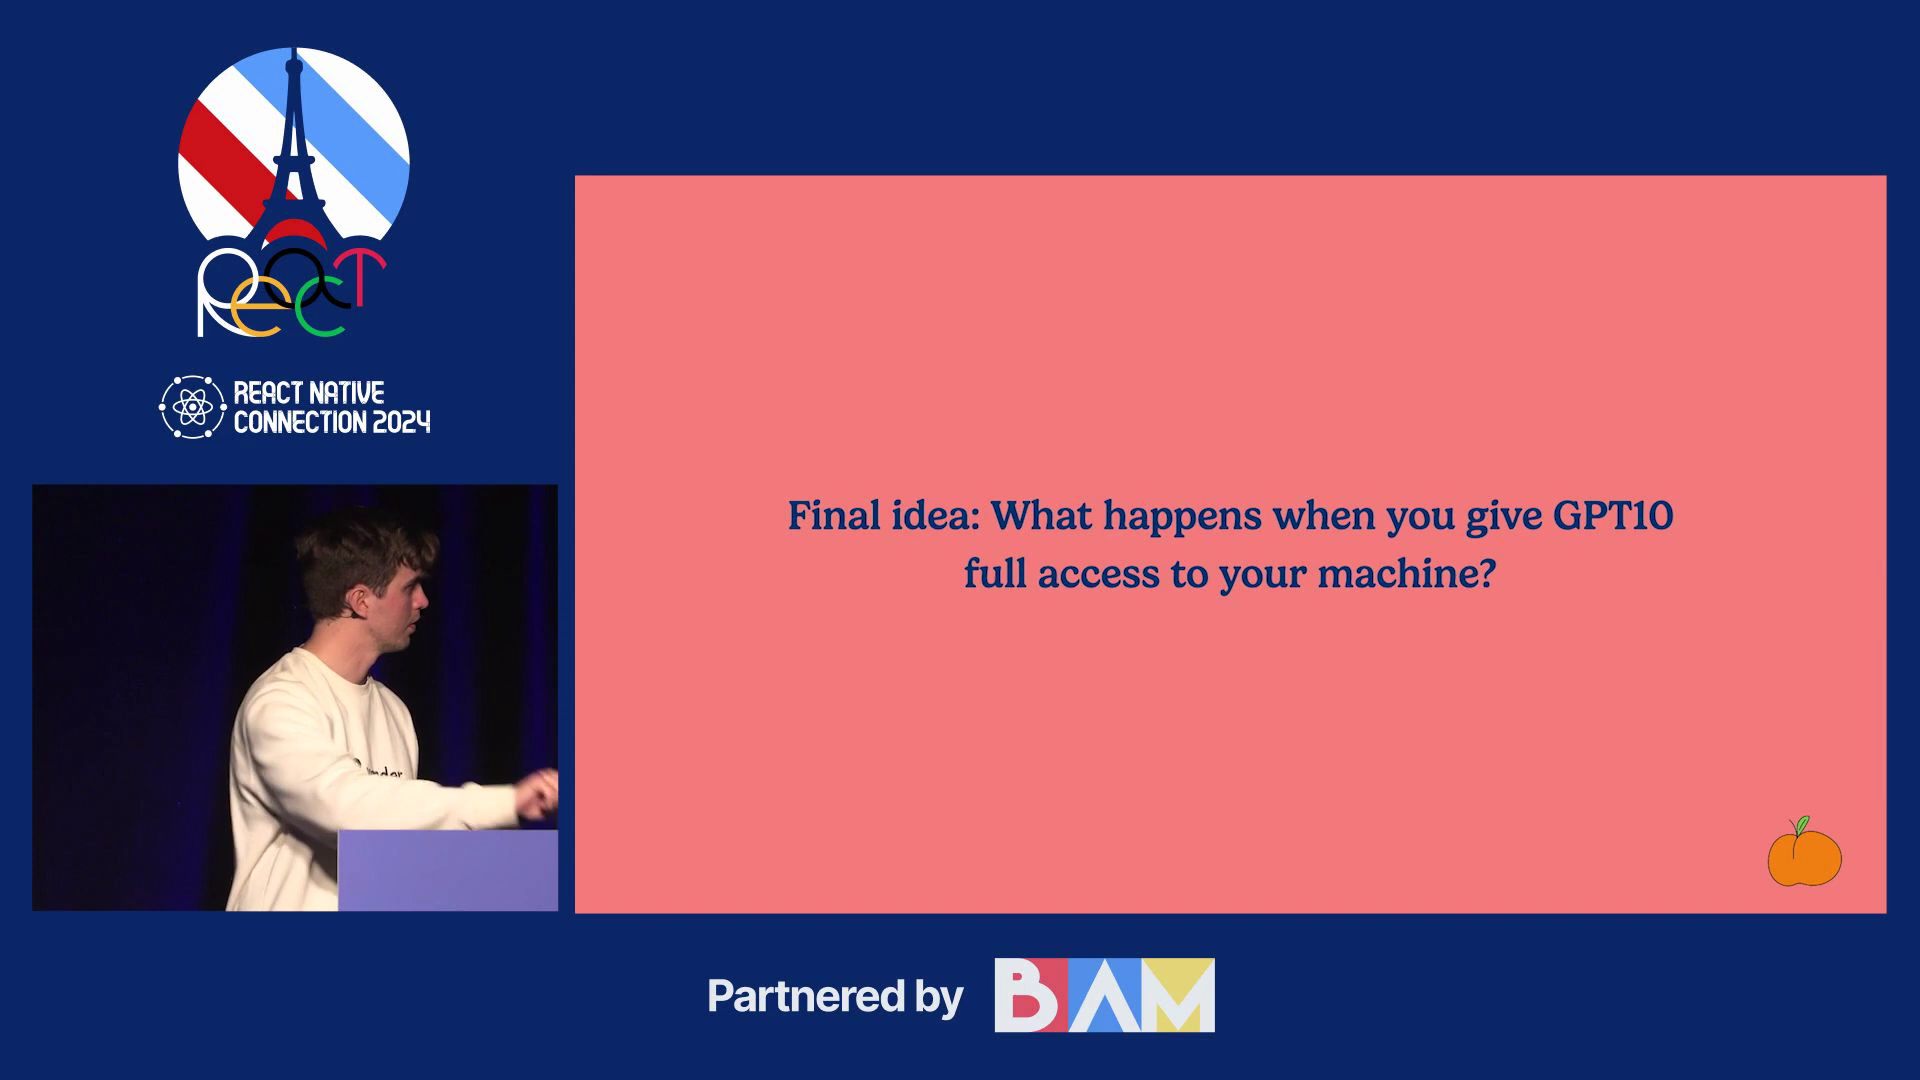 React
REACT NATIVE
CONNECTION 2024
Final idea: What happens when you give GPT10
full access to your machine?
Partnered by
BAM